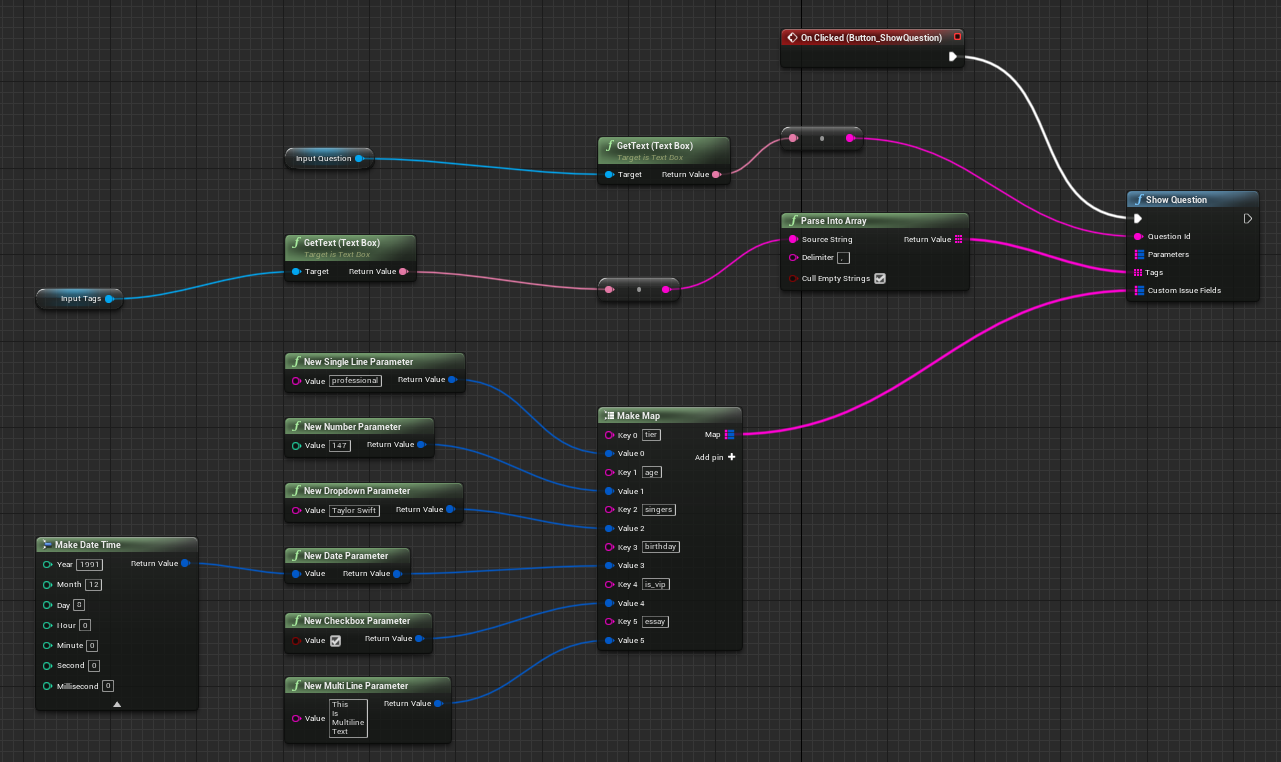 On Clicked (Button_ShowQuestion)
Input Question
GetText (Text Box)
Target is Text Box
Target
Return Value
Show Question
Question Id
Parameters
Tags
Custom Issue Fields
Parse Into Array
Source String
Return Value
Delimiter
,
Cull Empty Strings
GetText (Text Box)
Target is Text Box
Target
Return Value
Input Tags
New Single Line Parameter
Value
professional
Return Value
New Number Parameter
Value
147
Return Value
New Dropdown Parameter
Value
Taylor Swift
Return Value
New Date Parameter
Value
Return Value
New Checkbox Parameter
Value
Return Value
New Multi Line Parameter
Return Value
Value
This
Is
Multiline
Text
Make Map
Key 0
tier
Map
Value 0
Add pin
Key 1
age
Value 1
Key 2
singers
Value 2
Key 3
birthday
Value 3
Key 4
is_vip
Value 4
Key 5
essay
Value 5
Make Date Time
Year
1991
Return Value
Month
12
Day
Hour
0
Minute
0
Second
0
Millisecond
0